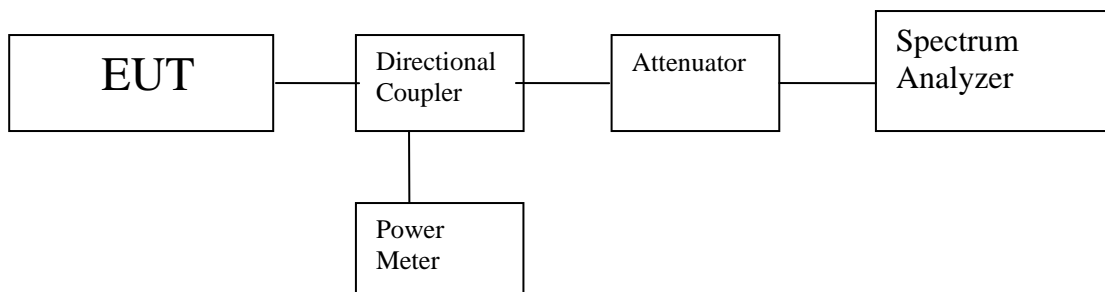 EUT
Directional
Coupler
Attenuator
Spectrum
Analyzer
Power
Meter